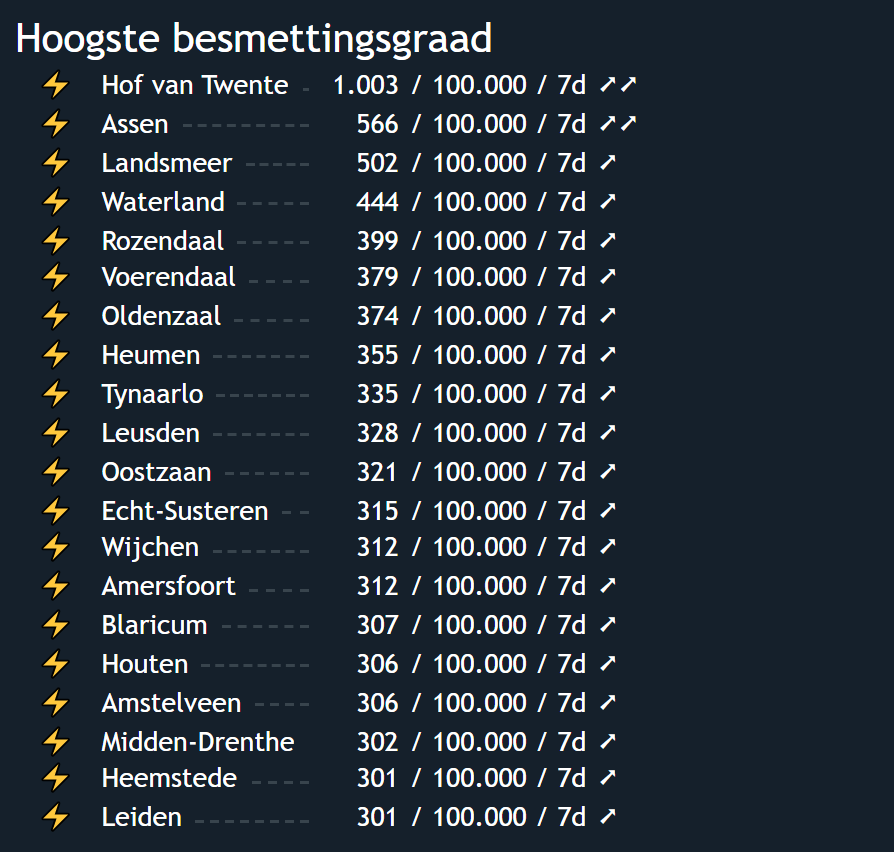 Hoogste besmettingsgraad
⚡ Hof van Twente - 1.003 / 100.000 / 7d ↗↗
⚡ Assen --------- 566 / 100.000 / 7d ↗↗
⚡ Landsmeer ----- 502 / 100.000 / 7d ↗
⚡ Waterland ----- 444 / 100.000 / 7d ↗
⚡ Rozendaal ----- 399 / 100.000 / 7d ↗
⚡ Voerendaal ---- 379 / 100.000 / 7d ↗
⚡ Oldenzaal ----- 374 / 100.000 / 7d ↗
⚡ Heumen ------- 355 / 100.000 / 7d ↗
⚡ Tynaarlo ------- 335 / 100.000 / 7d ↗
⚡ Leusden ------- 328 / 100.000 / 7d ↗
⚡ Oostzaan ------ 321 / 100.000 / 7d ↗
⚡ Echt-Susteren -- 315 / 100.000 / 7d ↗
⚡ Wijchen ------- 312 / 100.000 / 7d ↗
⚡ Amersfoort ---- 312 / 100.000 / 7d ↗
⚡ Blaricum ------ 307 / 100.000 / 7d ↗
⚡ Houten -------- 306 / 100.000 / 7d ↗
⚡ Amstelveen ---- 306 / 100.000 / 7d ↗
⚡ Midden-Drenthe 302 / 100.000 / 7d ↗
⚡ Heemstede ---- 301 / 100.000 / 7d ↗
⚡ Leiden -------- 301 / 100.000 / 7d ↗